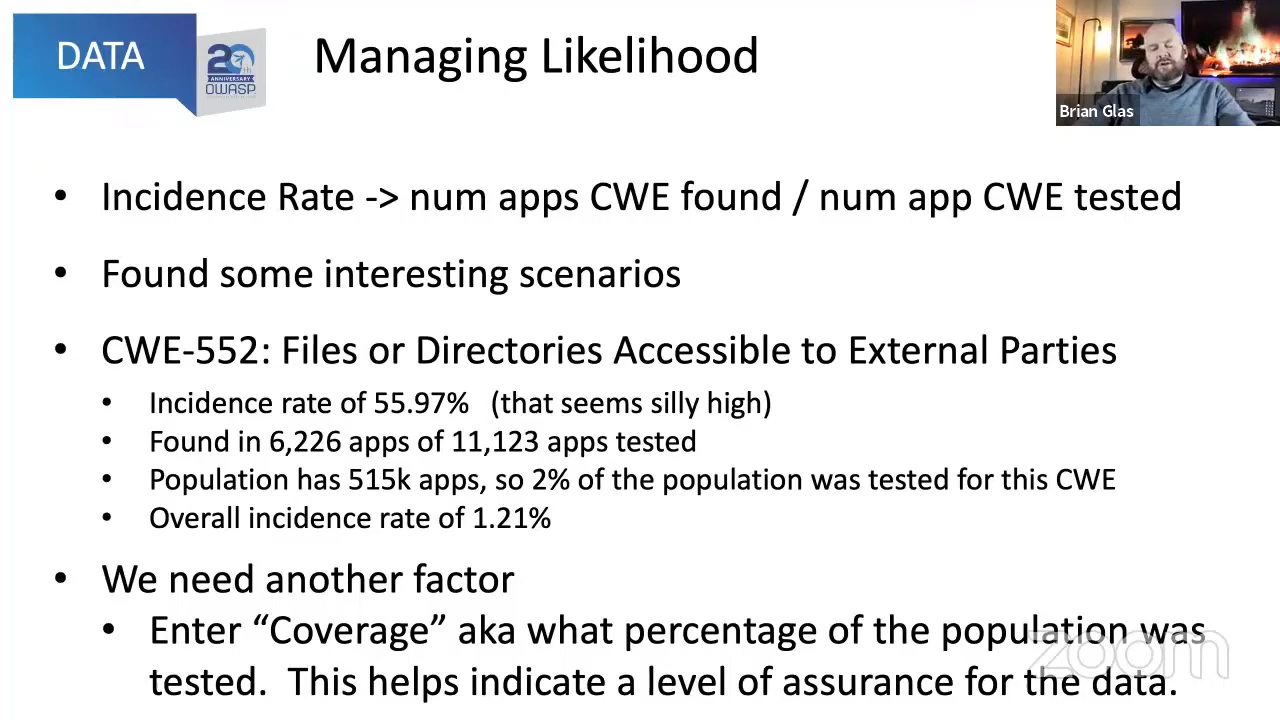 DATA
20th
ANNIVERSARY
OWASP
Managing Likelihood
Brian Glas
• Incidence Rate -> num apps CWE found / num app CWE tested
• Found some interesting scenarios
• CWE-552: Files or Directories Accessible to External Parties
• Incidence rate of 55.97% (that seems silly high)
• Found in 6,226 apps of 11,123 apps tested
• Population has 515k apps, so 2% of the population was tested for this CWE
• Overall incidence rate of 1.21%
• We need another factor
• Enter “Coverage” aka what percentage of the population was
tested. This helps indicate a level of assurance for the data.
zoom